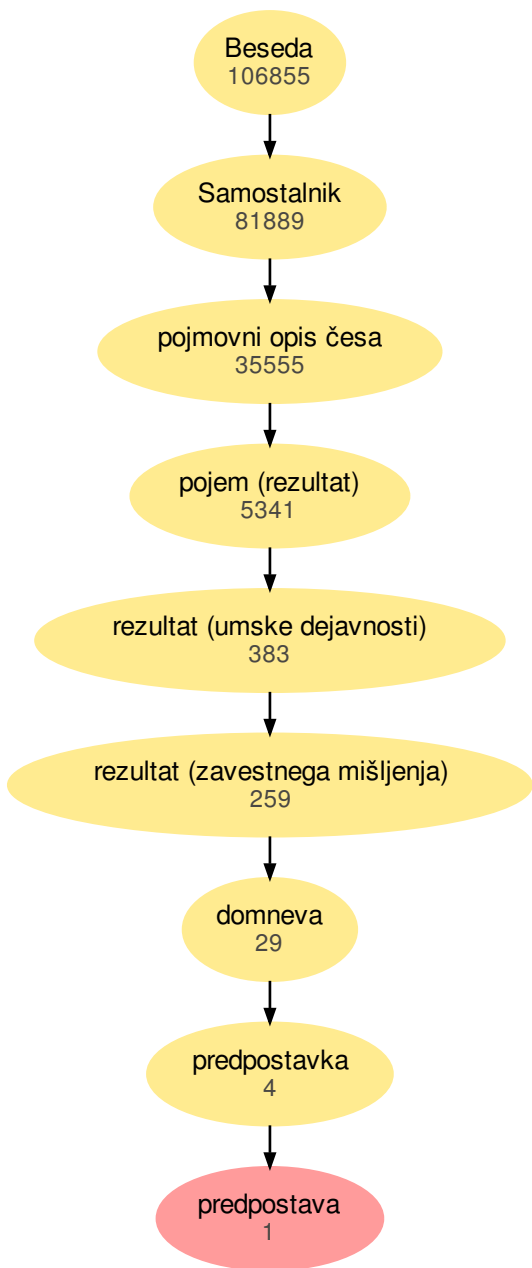 Beseda
106855
Samostalnik
81889
pojmovni opis česa
35555
pojem (rezultat)
5341
rezultat (umske dejavnosti)
383
rezultat (zavestnega mišljenja)
259
domneva
29
predpostavka
4
predpostava
1